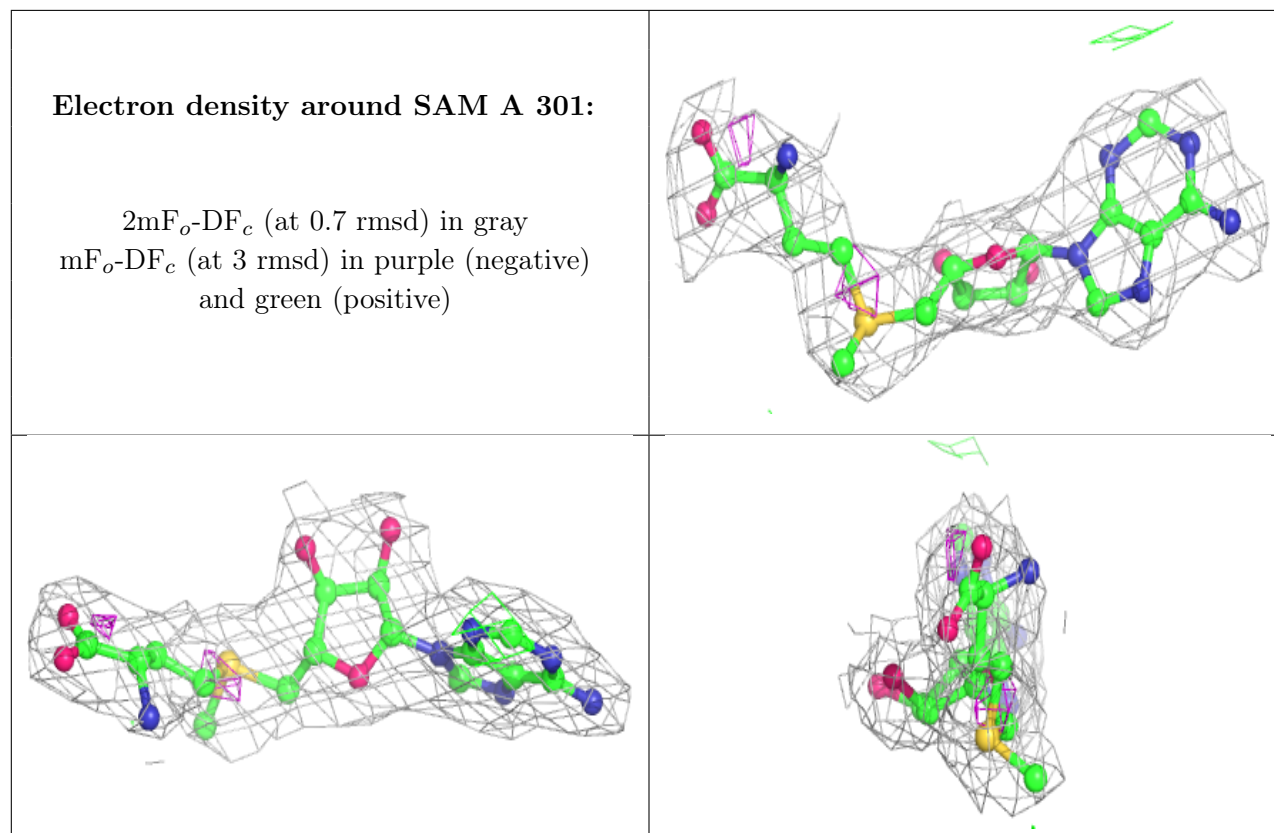 Electron density around SAM A 301:
2mFo-DFc (at 0.7 rmsd) in gray
mFo-DFc (at 3 rmsd) in purple (negative)
and green (positive)